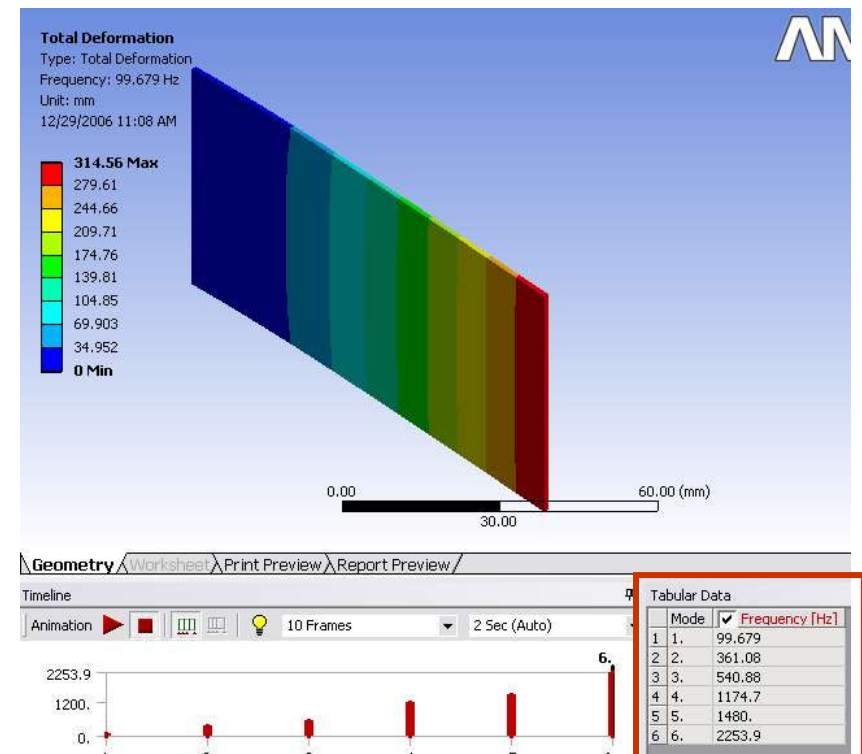 Total Deformation
Type: Total Deformation
Frequency: 99.679 Hz
Unit: mm
12/29/2006 11:08 AM
314.56 Max
279.61
244.66
209.71
174.76
139.81
104.85
69.903
34.952
0 Min
AN
0.00 60.00 (mm)
30.00
Geometry Worksheet Print Preview Report Preview
Timeline
Animation 10 Frames 2 Sec (Auto)
6.
2253.9
1200.
0.
Tabular Data
Mode Frequency [Hz]
1 1. 99.679
2 2. 361.08
3 3. 540.88
4 4. 1174.7
5 5. 1480.
6 6. 2253.9